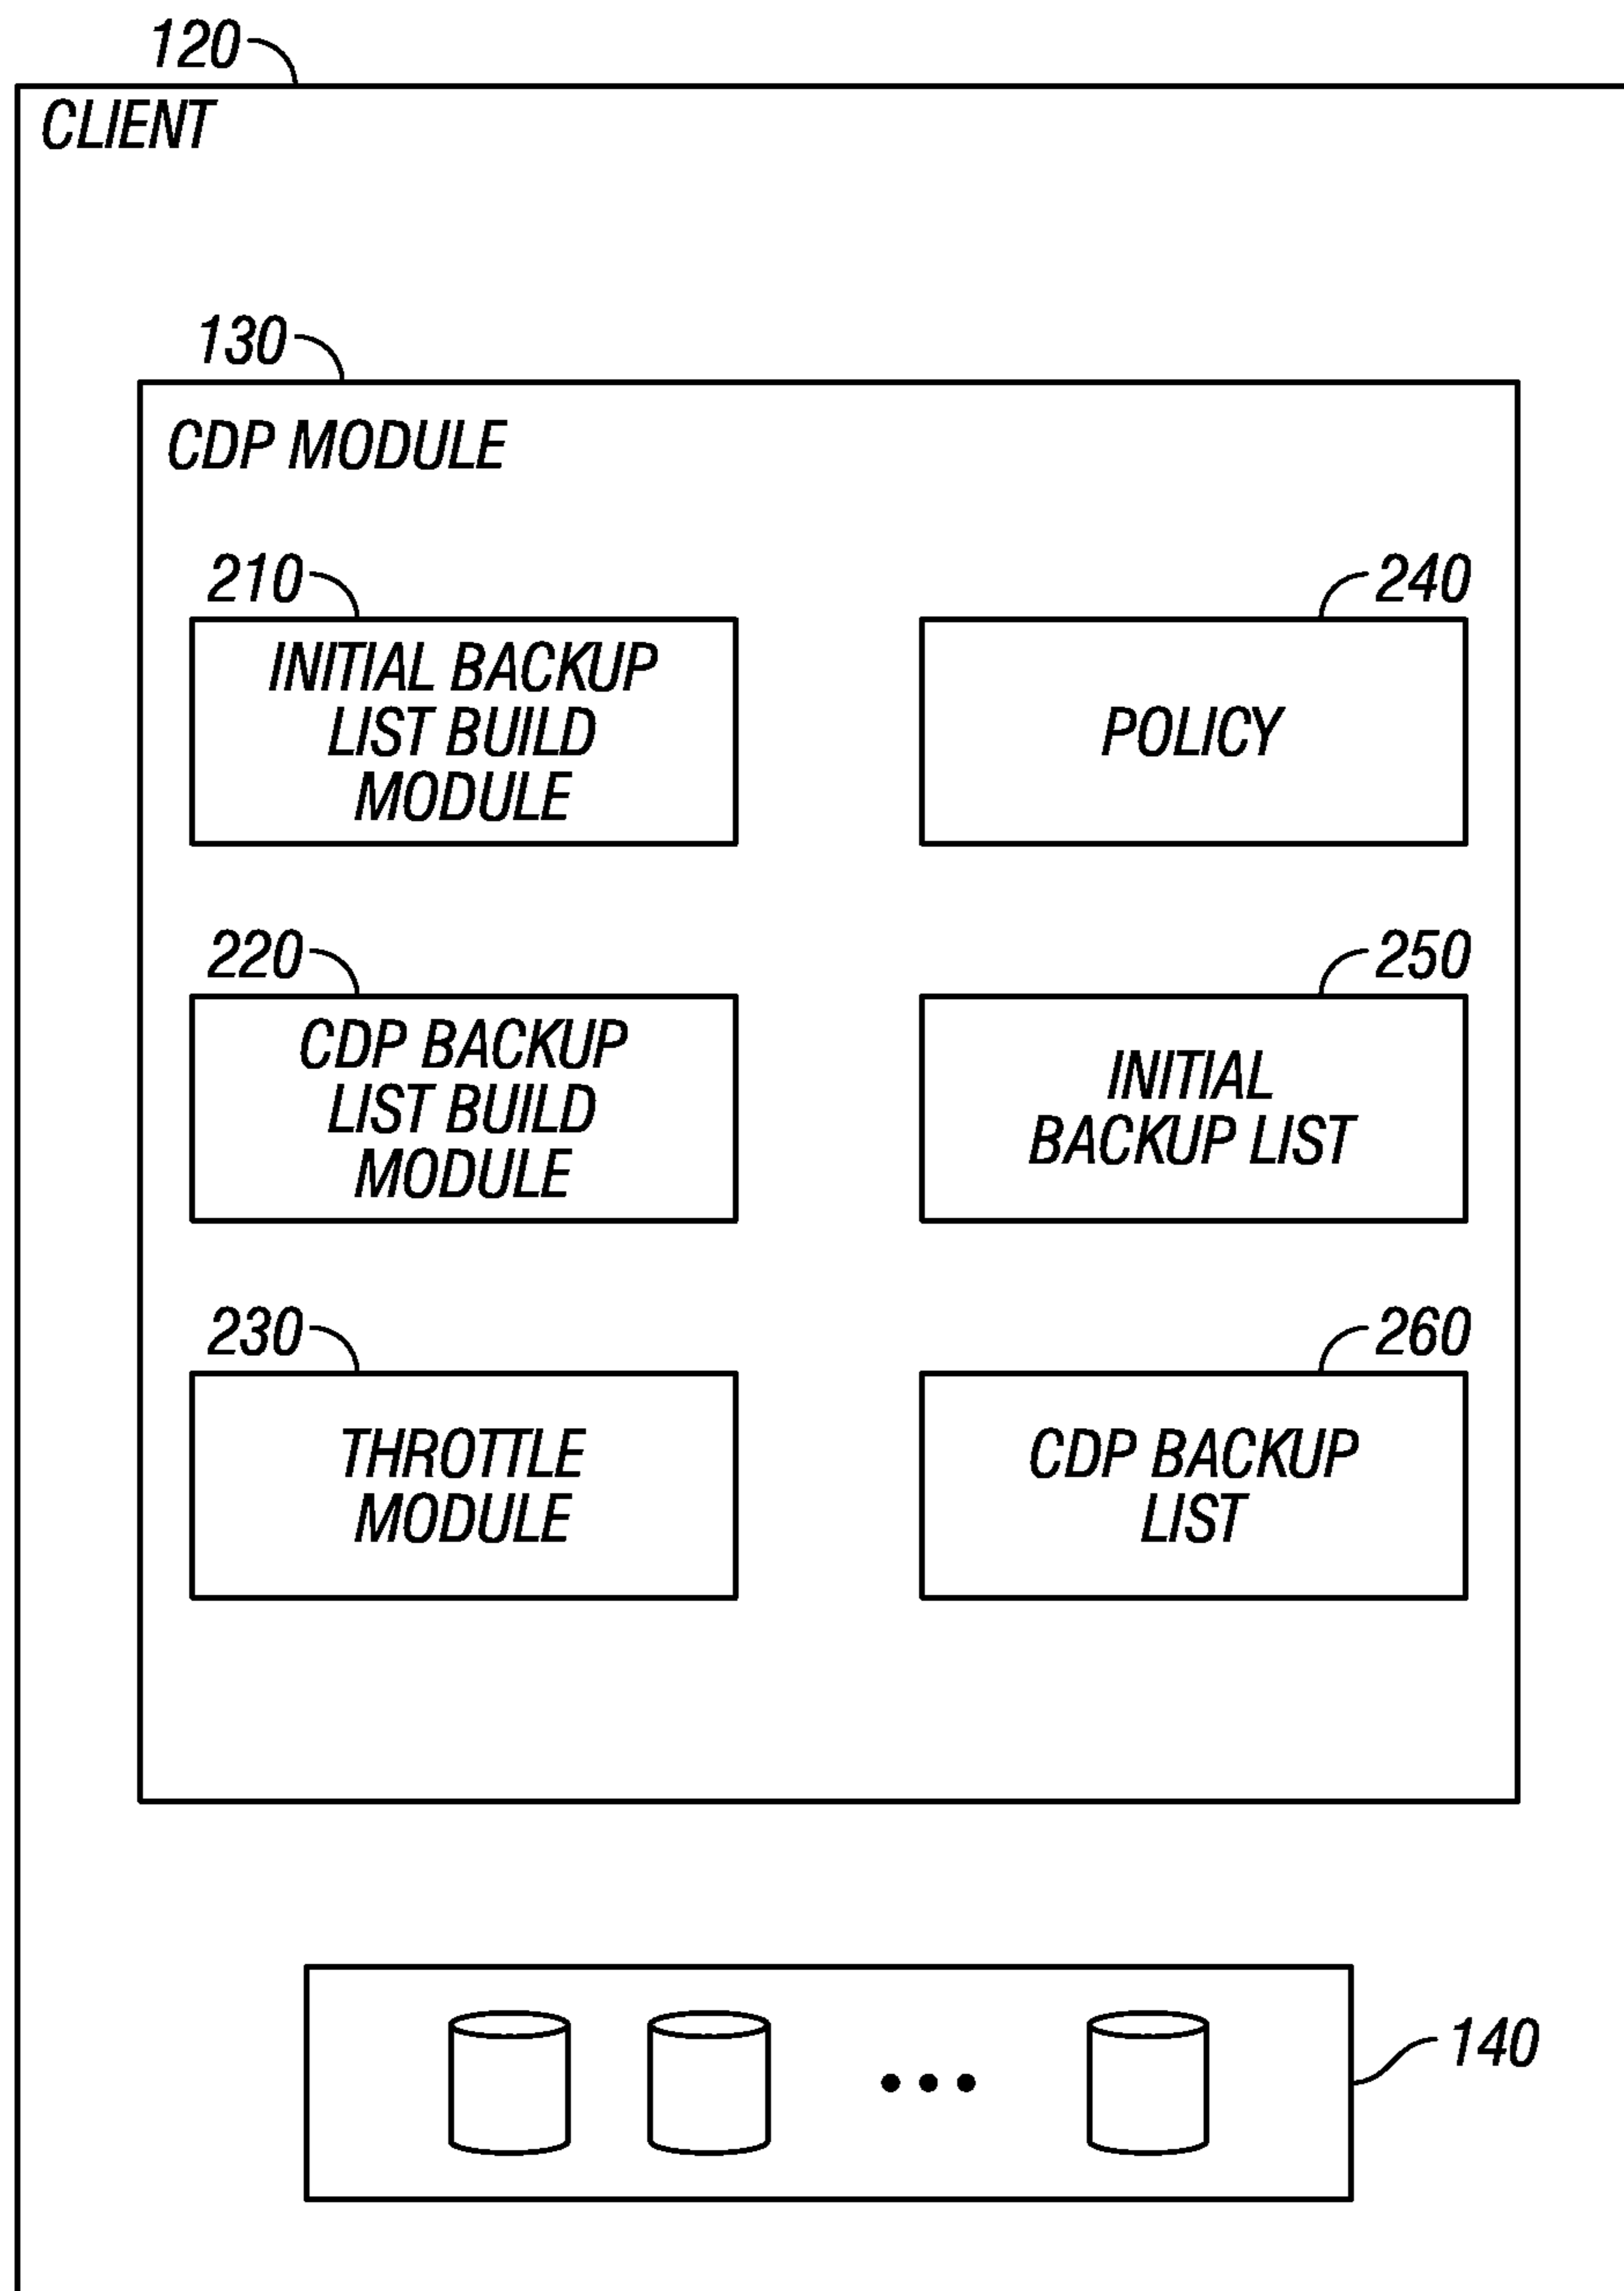 120
CLIENT
130
CDP MODULE
210
INITIAL BACKUP
LIST BUILD
MODULE
240
POLICY
220
CDP BACKUP
LIST BUILD
MODULE
250
INITIAL
BACKUP LIST
230
THROTTLE
MODULE
260
CDP BACKUP
LIST
140